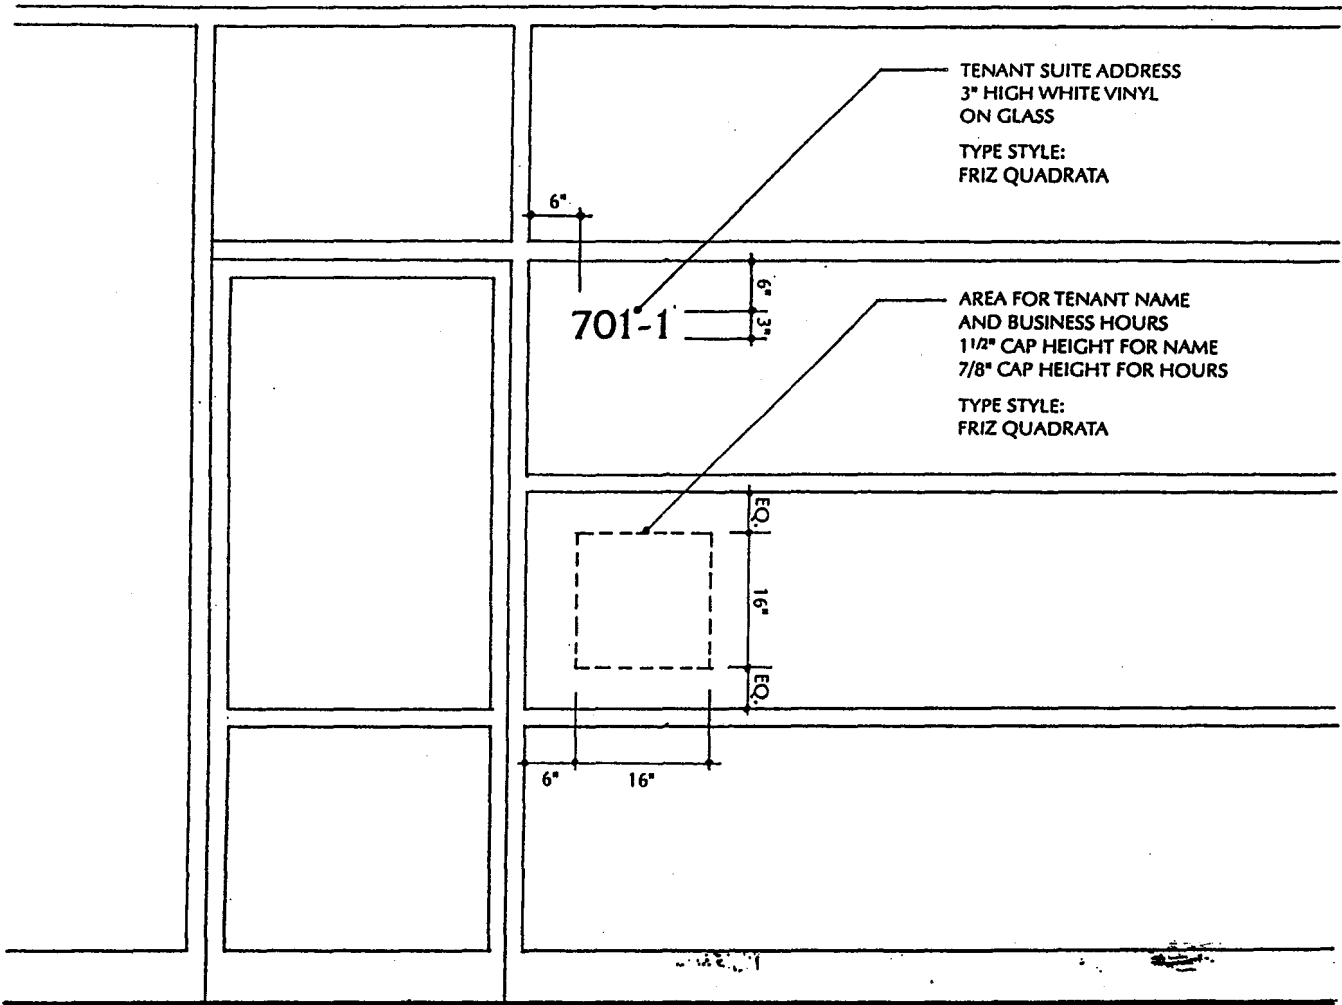 TENANT SUITE ADDRESS
3" HIGH WHITE VINYL
ON GLASS
TYPE STYLE:
FRIZ QUADRATA
6"
6"
3"
701-1
AREA FOR TENANT NAME
AND BUSINESS HOURS
1 1/2" CAP HEIGHT FOR NAME
7/8" CAP HEIGHT FOR HOURS
TYPE STYLE:
FRIZ QUADRATA
EQ.
16"
EQ.
6"
16"